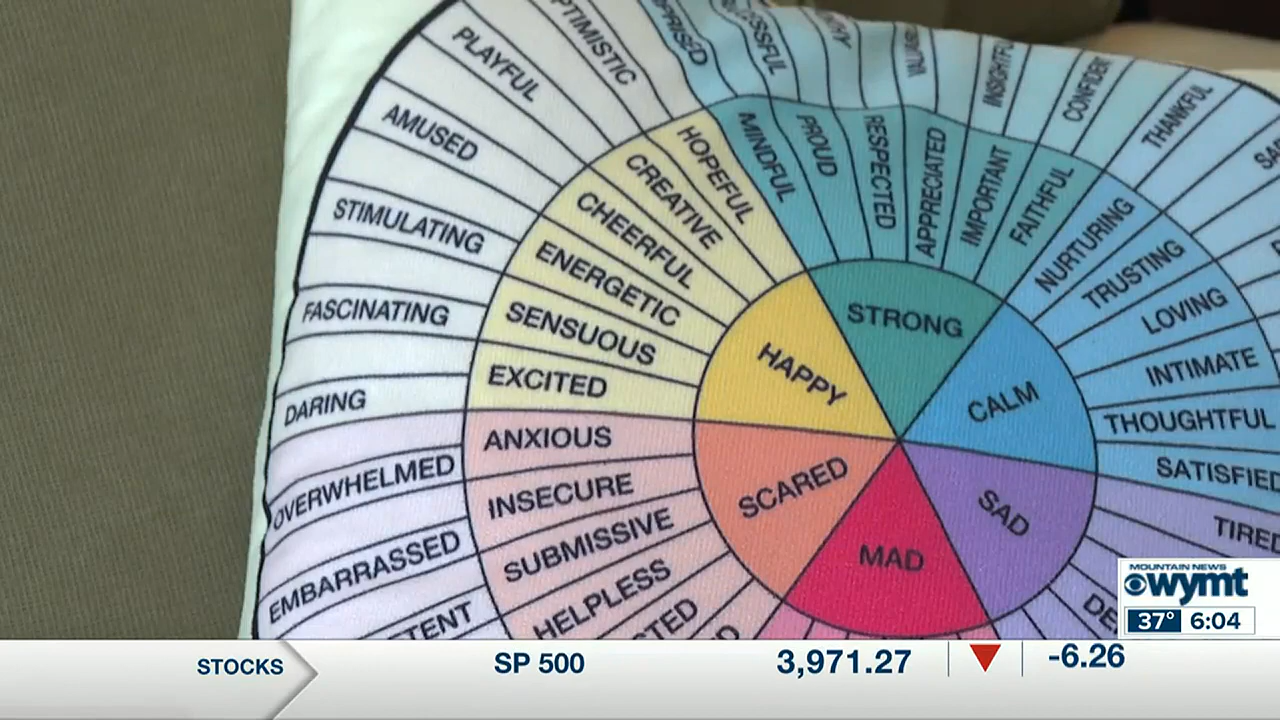 OPTIMISTIC
PLAYFUL
AMUSED
STIMULATING
FASCINATING
DARING
OVERWHELMED
EMBARRASSED
HOPEFUL
CREATIVE
CHEERFUL
ENERGETIC
SENSUOUS
EXCITED
ANXIOUS
INSECURE
SUBMISSIVE
HELPLESS
MINDFUL
PROUD
RESPECTED
APPRECIATED
IMPORTANT
FAITHFUL
THANKFUL
NURTURING
TRUSTING
LOVING
INTIMATE
THOUGHTFUL
SATISFIED
TIRED
HAPPY
STRONG
CALM
SAD
MAD
SCARED
MOUNTAIN NEWS
wymt
37° 6:04
STOCKS SP 500 3,971.27 -6.26